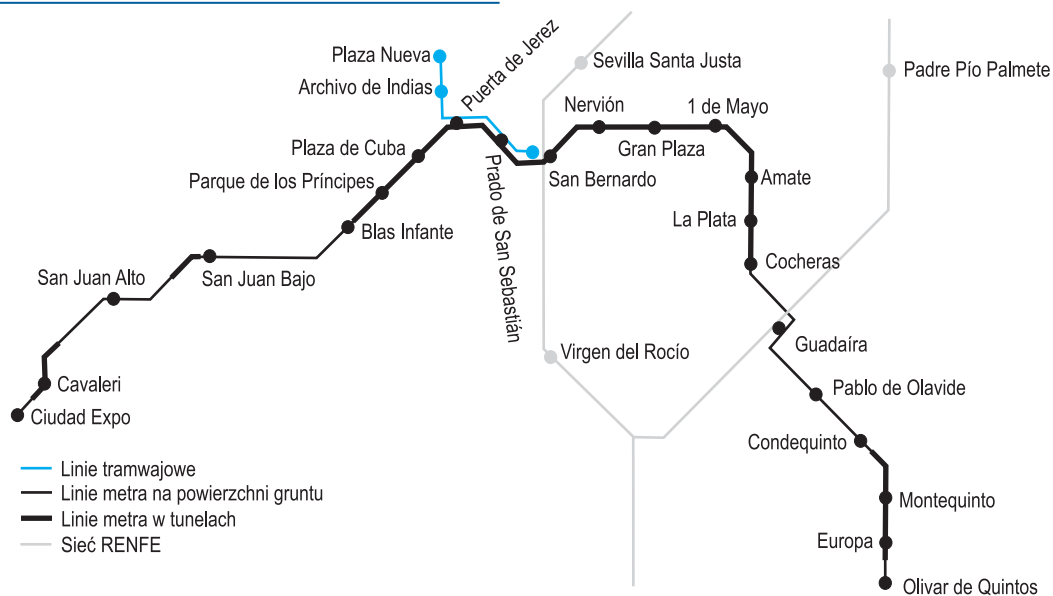 Plaza Nueva
Archivo de Indias
Puerta de Jerez
Sevilla Santa Justa
Padre Pío Palmete
Nervión
1 de Mayo
Plaza de Cuba
Gran Plaza
Parque de los Príncipes
Prado de San Sebastián
San Bernardo
Amate
La Plata
Blas Infante
Cocheras
San Juan Alto
San Juan Bajo
Guadaíra
Virgen del Rocío
Cavaleri
Pablo de Olavide
Ciudad Expo
Condequinto
Linie tramwajowe
Linie metra na powierzchni gruntu
Linie metra w tunelach
Sieć RENFE
Montequinto
Europa
Olivar de Quintos